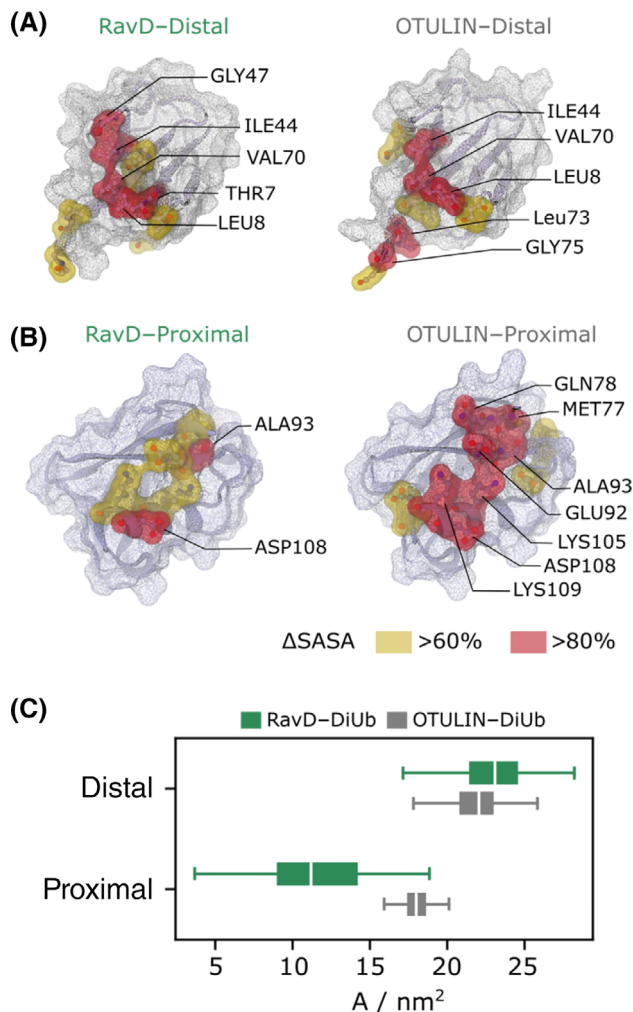 (A)
RavD–Distal
OTULIN–Distal
GLY47
ILE44
VAL70
THR7
LEU8
ILE44
VAL70
LEU8
Leu73
GLY75
(B)
RavD–Proximal
OTULIN–Proximal
ALA93
ASP108
GLN78
MET77
ALA93
GLU92
LYS105
ASP108
LYS109
ΔSASA >60% >80%
(C)
RavD–DiUb OTULIN–DiUb
Distal
Proximal
5 10 15 20 25
A / nm²